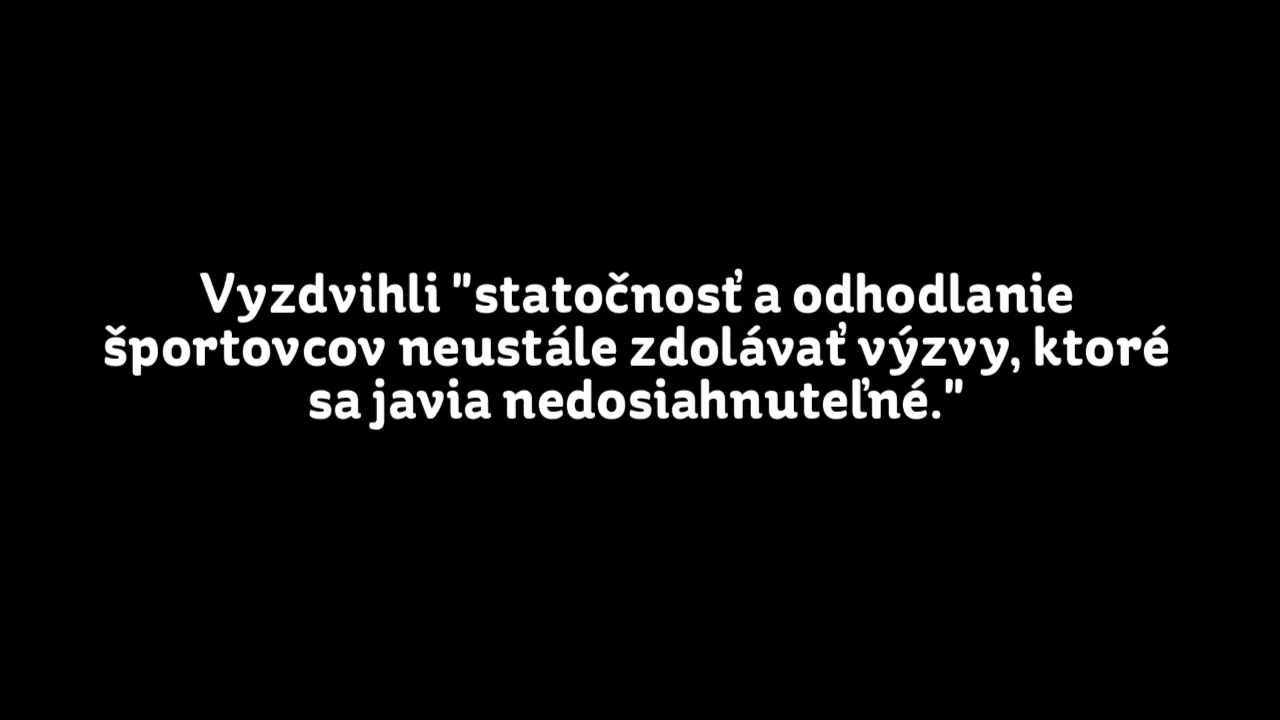 Vyzdvihli "statočnosť a odhodlanie
športovcov neustále zdolávať výzvy, ktoré
sa javia nedosiahnuteľné."